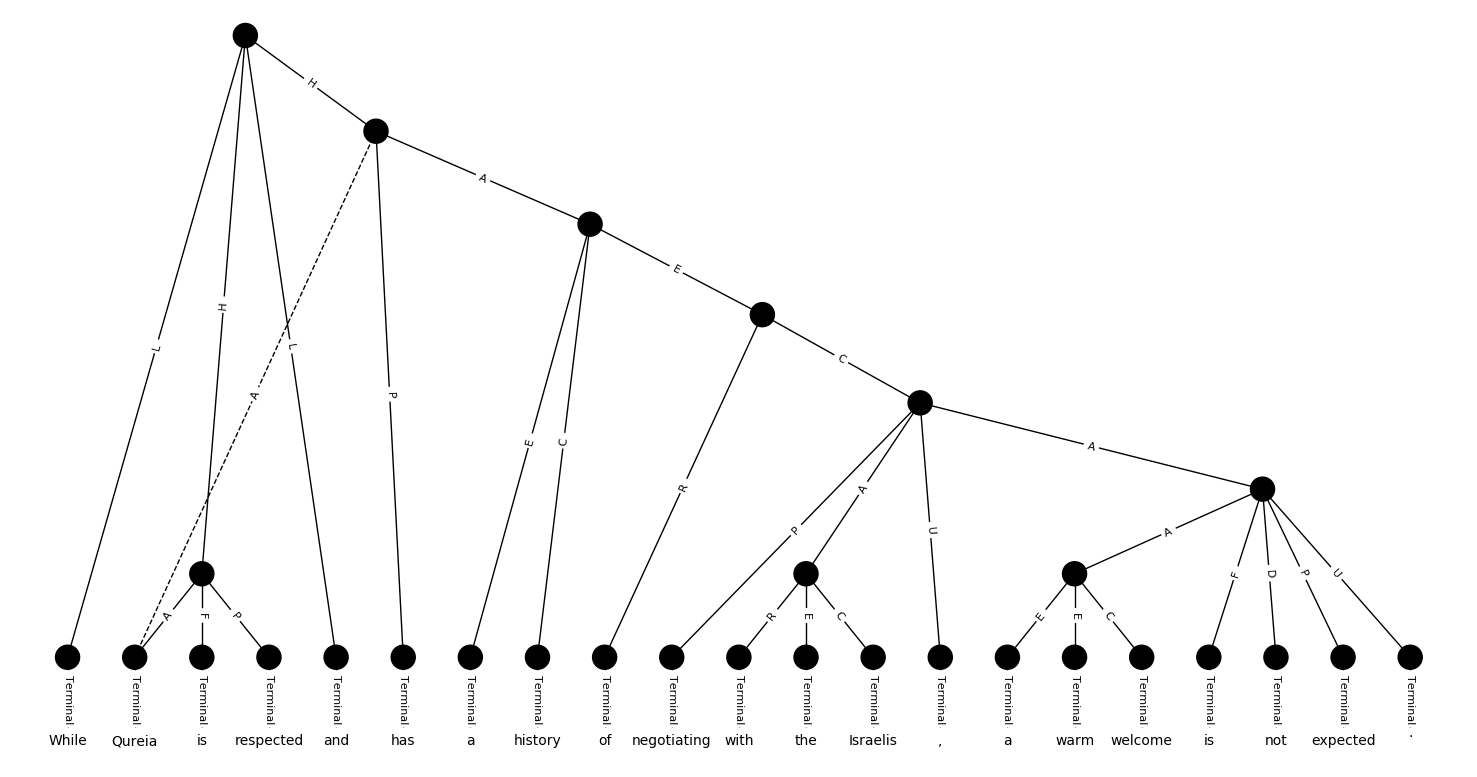 H
A
E
C
L
H
A
L
P
E
C
R
P
A
U
A
A
F
P
R
E
C
A
E
E
C
F
D
P
U
Terminal Terminal Terminal Terminal Terminal Terminal Terminal Terminal Terminal Terminal Terminal Terminal Terminal Terminal Terminal Terminal Terminal Terminal Terminal Terminal Terminal
While Qureia is respected and has a history of negotiating with the Israelis , a warm welcome is not expected .